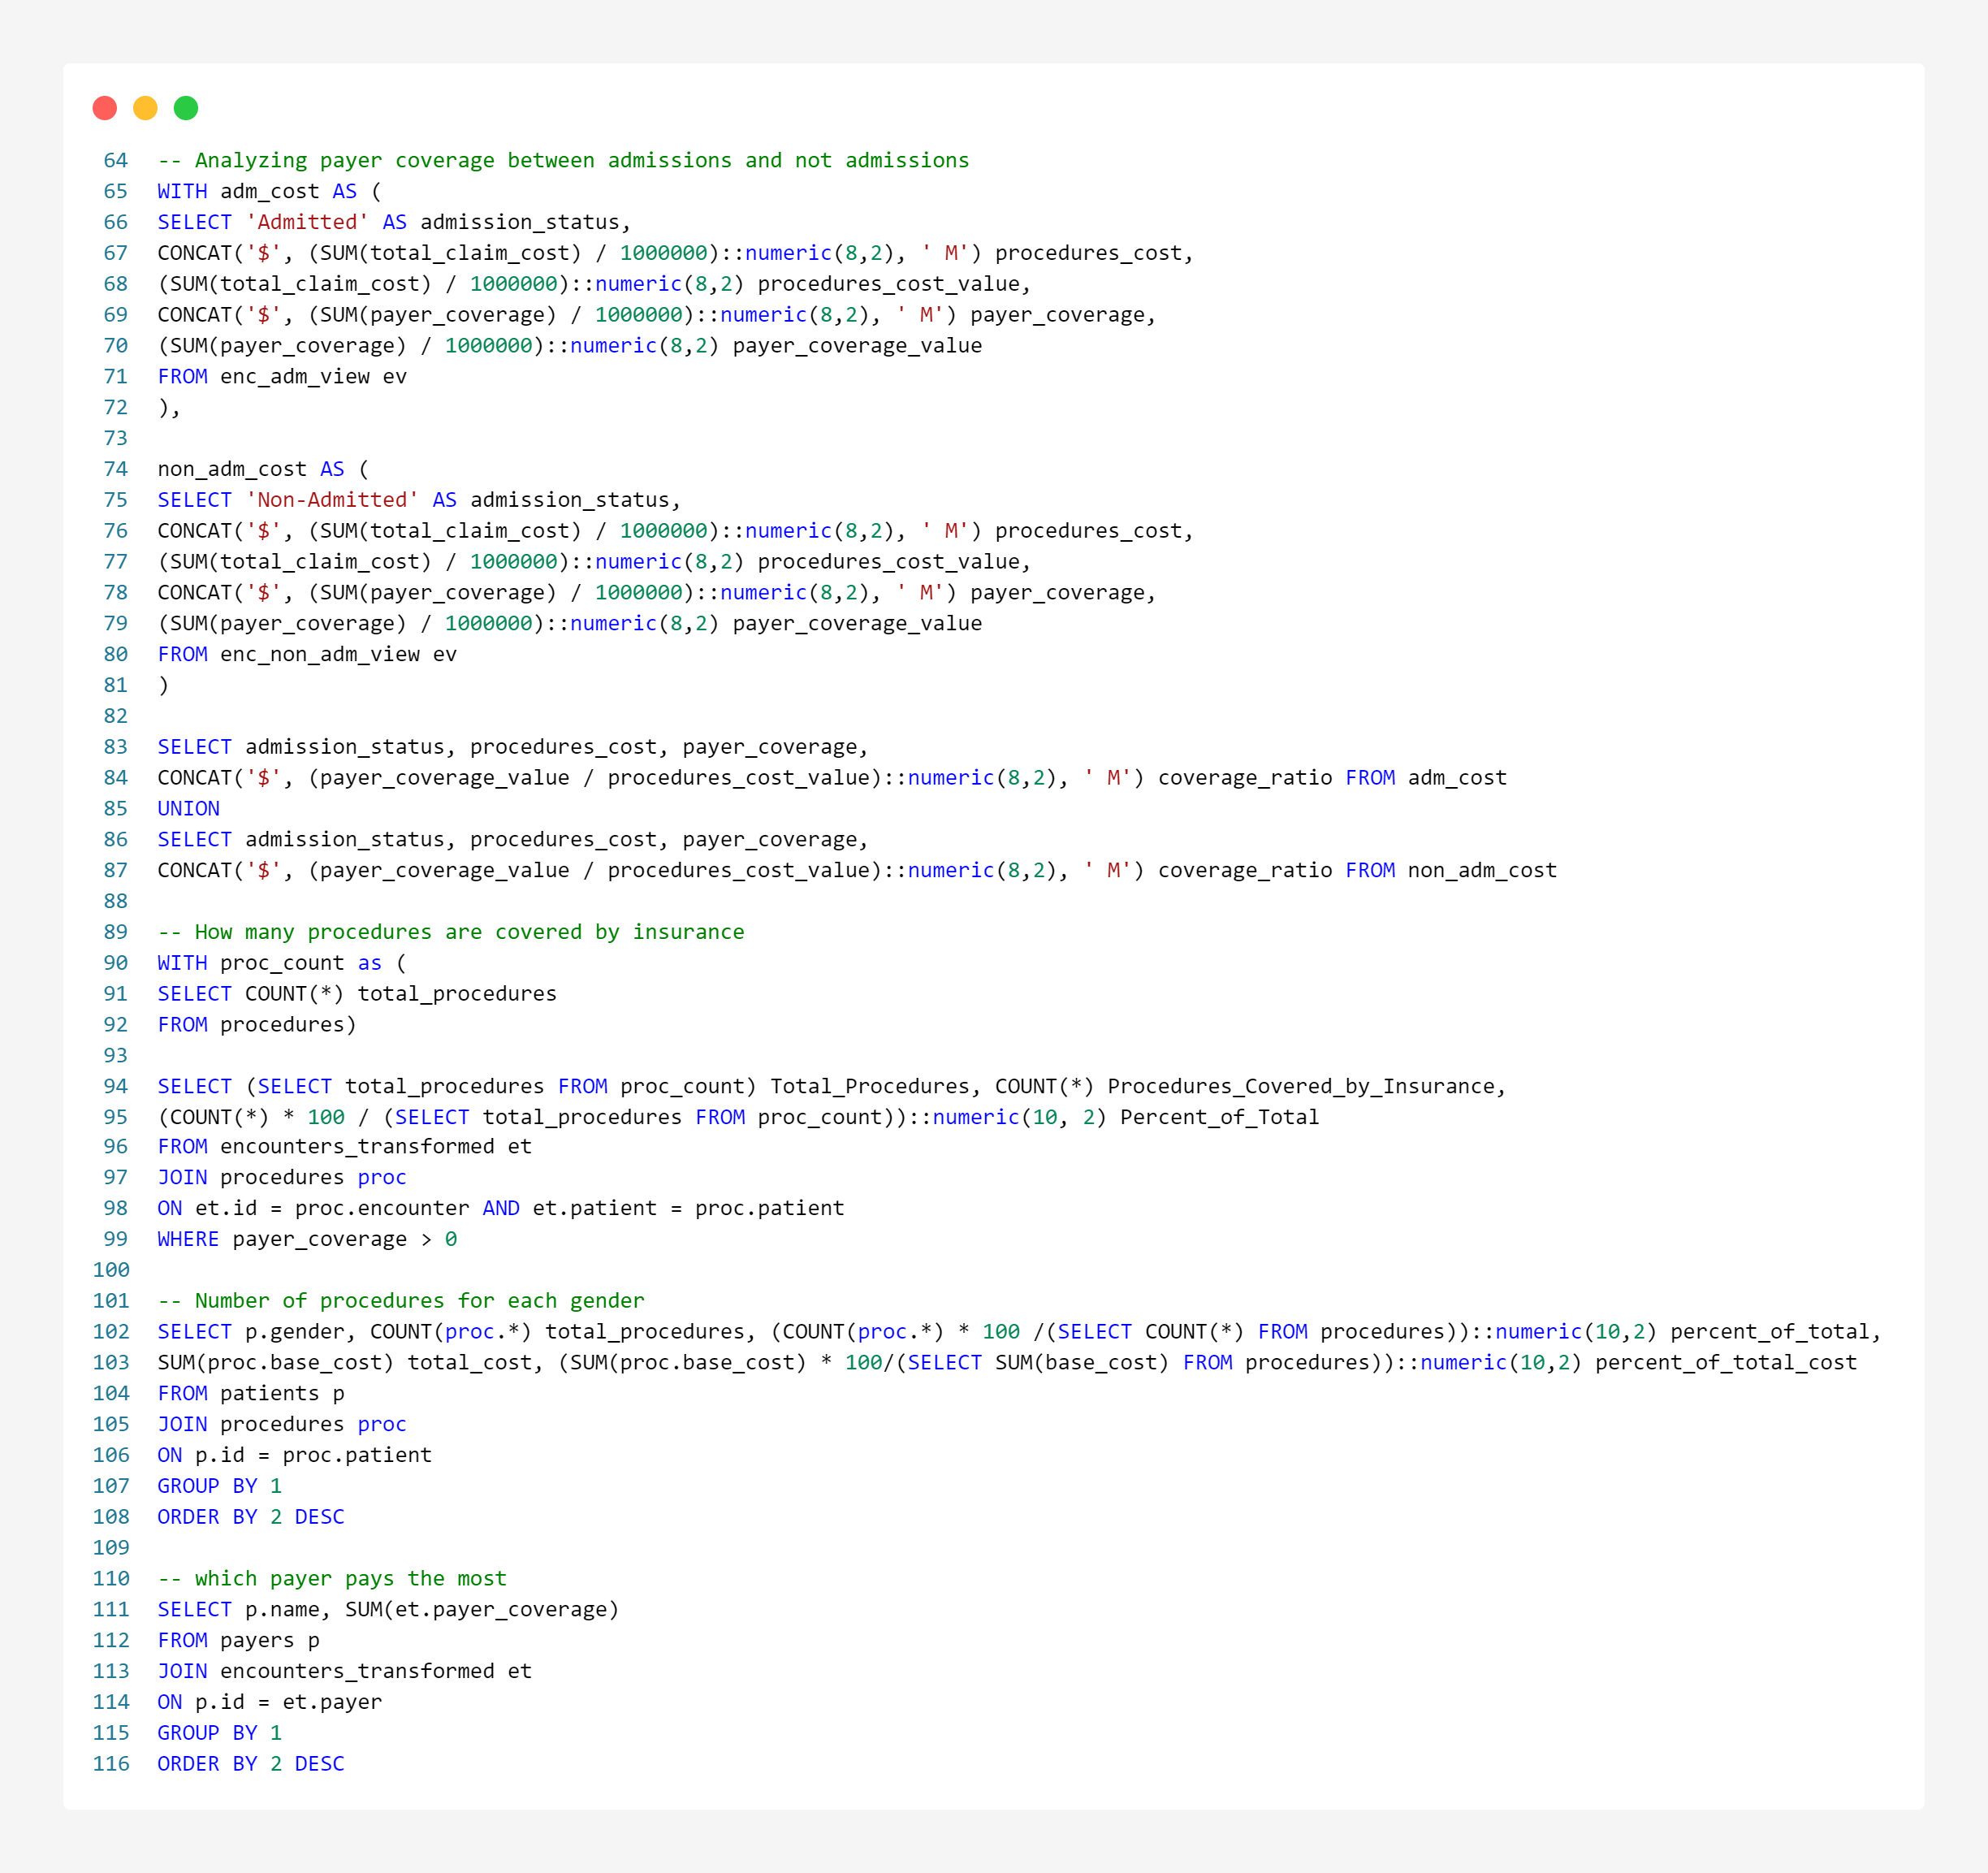 64 -- Analyzing payer coverage between admissions and not admissions
65 WITH adm_cost AS (
66 SELECT 'Admitted' AS admission_status,
67 CONCAT('$', (SUM(total_claim_cost) / 1000000)::numeric(8,2), ' M') procedures_cost,
68 (SUM(total_claim_cost) / 1000000)::numeric(8,2) procedures_cost_value,
69 CONCAT('$', (SUM(payer_coverage) / 1000000)::numeric(8,2), ' M') payer_coverage,
70 (SUM(payer_coverage) / 1000000)::numeric(8,2) payer_coverage_value
71 FROM enc_adm_view ev
72 ),
73
74 non_adm_cost AS (
75 SELECT 'Non-Admitted' AS admission_status,
76 CONCAT('$', (SUM(total_claim_cost) / 1000000)::numeric(8,2), ' M') procedures_cost,
77 (SUM(total_claim_cost) / 1000000)::numeric(8,2) procedures_cost_value,
78 CONCAT('$', (SUM(payer_coverage) / 1000000)::numeric(8,2), ' M') payer_coverage,
79 (SUM(payer_coverage) / 1000000)::numeric(8,2) payer_coverage_value
80 FROM enc_non_adm_view ev
81 )
82
83 SELECT admission_status, procedures_cost, payer_coverage,
84 CONCAT('$', (payer_coverage_value / procedures_cost_value)::numeric(8,2), ' M') coverage_ratio FROM adm_cost
85 UNION
86 SELECT admission_status, procedures_cost, payer_coverage,
87 CONCAT('$', (payer_coverage_value / procedures_cost_value)::numeric(8,2), ' M') coverage_ratio FROM non_adm_cost
88
89 -- How many procedures are covered by insurance
90 WITH proc_count as (
91 SELECT COUNT(*) total_procedures
92 FROM procedures)
93
94 SELECT (SELECT total_procedures FROM proc_count) Total_Procedures, COUNT(*) Procedures_Covered_by_Insurance,
95 (COUNT(*) * 100 / (SELECT total_procedures FROM proc_count))::numeric(10, 2) Percent_of_Total
96 FROM encounters_transformed et
97 JOIN procedures proc
98 ON et.id = proc.encounter AND et.patient = proc.patient
99 WHERE payer_coverage > 0
100
101 -- Number of procedures for each gender
102 SELECT p.gender, COUNT(proc.*) total_procedures, (COUNT(proc.*) * 100 /(SELECT COUNT(*) FROM procedures))::numeric(10,2) percent_of_total,
103 SUM(proc.base_cost) total_cost, (SUM(proc.base_cost) * 100/(SELECT SUM(base_cost) FROM procedures))::numeric(10,2) percent_of_total_cost
104 FROM patients p
105 JOIN procedures proc
106 ON p.id = proc.patient
107 GROUP BY 1
108 ORDER BY 2 DESC
109
110 -- which payer pays the most
111 SELECT p.name, SUM(et.payer_coverage)
112 FROM payers p
113 JOIN encounters_transformed et
114 ON p.id = et.payer
115 GROUP BY 1
116 ORDER BY 2 DESC